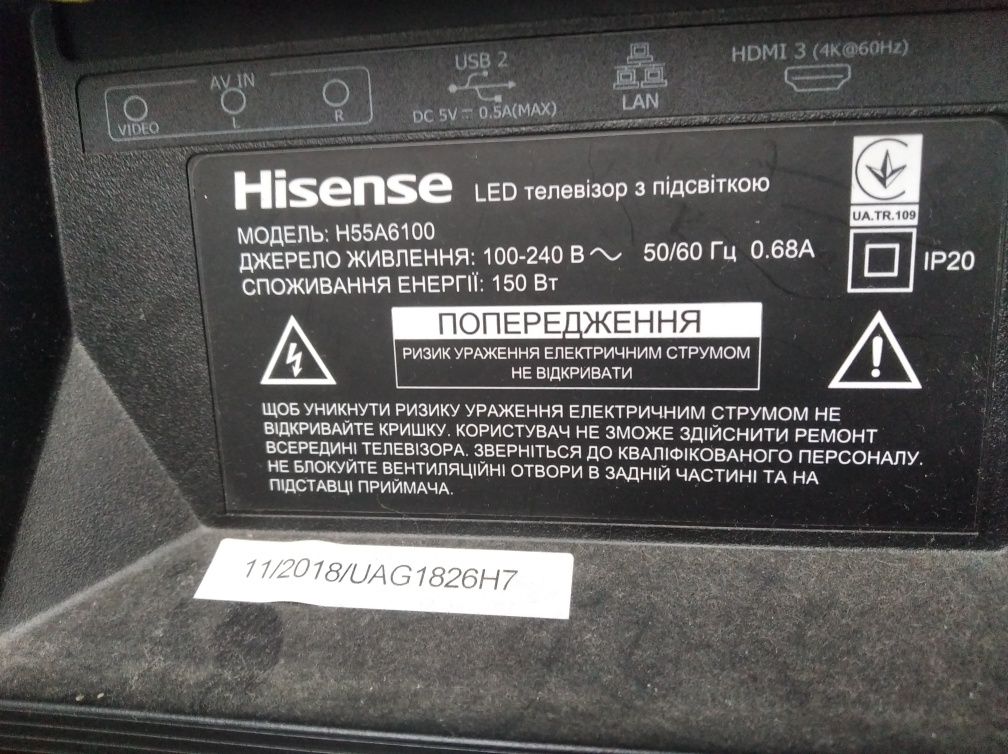 AV IN
VIDEO L R
USB 2
DC 5V ⎓ 0.5A(MAX)
LAN
HDMI 3 (4K@60Hz)
Hisense LED телевізор з підсвіткою
UA.TR.109
МОДЕЛЬ: H55A6100
ДЖЕРЕЛО ЖИВЛЕННЯ: 100-240 В ~ 50/60 Гц 0.68A
IP20
СПОЖИВАННЯ ЕНЕРГІЇ: 150 Вт
ПОПЕРЕДЖЕННЯ
РИЗИК УРАЖЕННЯ ЕЛЕКТРИЧНИМ СТРУМОМ
НЕ ВІДКРИВАТИ
ЩОБ УНИКНУТИ РИЗИКУ УРАЖЕННЯ ЕЛЕКТРИЧНИМ СТРУМОМ НЕ
ВІДКРИВАЙТЕ КРИШКУ. КОРИСТУВАЧ НЕ ЗМОЖЕ ЗДІЙСНИТИ РЕМОНТ
ВСЕРЕДИНІ ТЕЛЕВІЗОРА. ЗВЕРНІТЬСЯ ДО КВАЛІФІКОВАНОГО ПЕРСОНАЛУ.
НЕ БЛОКУЙТЕ ВЕНТИЛЯЦІЙНІ ОТВОРИ В ЗАДНІЙ ЧАСТИНІ ТА НА
ПІДСТАВЦІ ПРИЙМАЧА.
11/2018/UAG1826H7